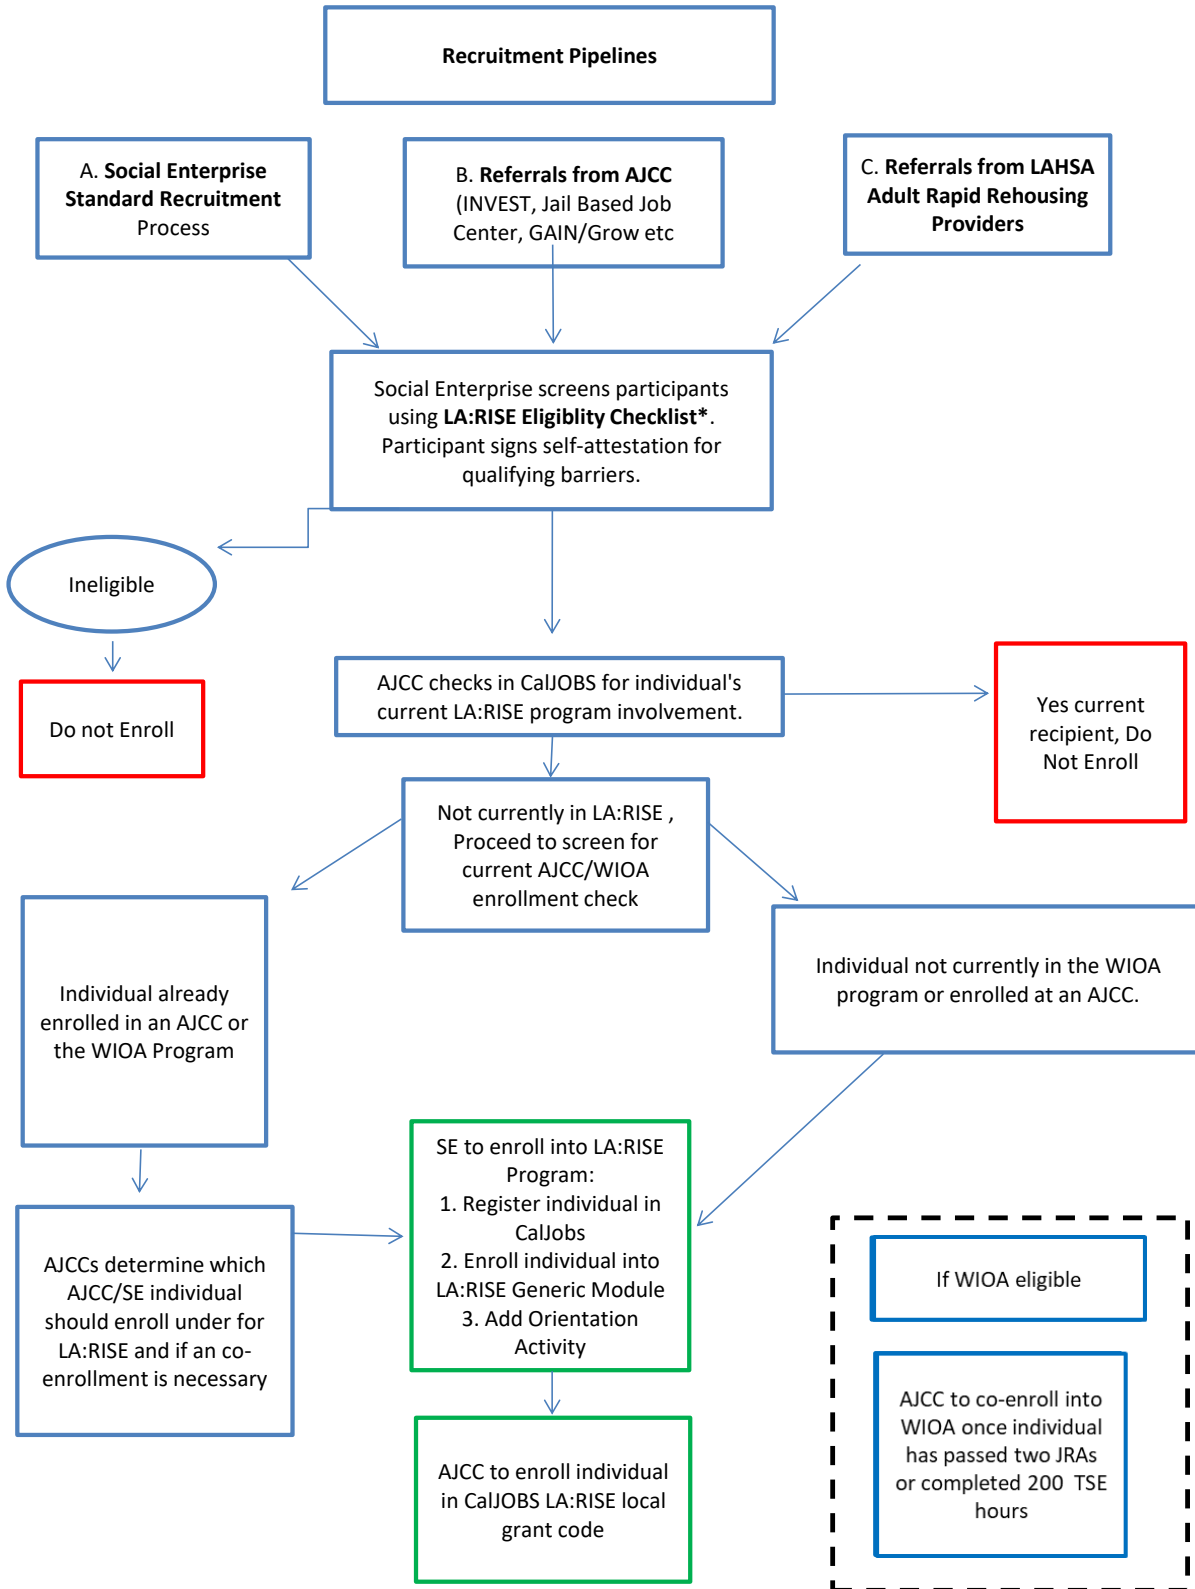 Recruitment Pipelines
A. Social Enterprise
Standard Recruitment
Process
B. Referrals from AJCC
(INVEST, Jail Based Job
Center, GAIN/Grow etc
C. Referrals from LAHSA
Adult Rapid Rehousing
Providers
Social Enterprise screens participants
using LA:RISE Eligiblity Checklist*.
Participant signs self-attestation for
qualifying barriers.
Ineligible
Do not Enroll
AJCC checks in CalJOBS for individual's
current LA:RISE program involvement.
Yes current
recipient, Do
Not Enroll
Not currently in LA:RISE ,
Proceed to screen for
current AJCC/WIOA
enrollment check
Individual already
enrolled in an AJCC or
the WIOA Program
Individual not currently in the WIOA
program or enrolled at an AJCC.
AJCCs determine which
AJCC/SE individual
should enroll under for
LA:RISE and if an co-
enrollment is necessary
SE to enroll into LA:RISE
Program:
1. Register individual in
CalJobs
2. Enroll individual into
LA:RISE Generic Module
3. Add Orientation
Activity
AJCC to enroll individual
in CalJOBS LA:RISE local
grant code
If WIOA eligible
AJCC to co-enroll into
WIOA once individual
has passed two JRAs
or completed 200 TSE
hours